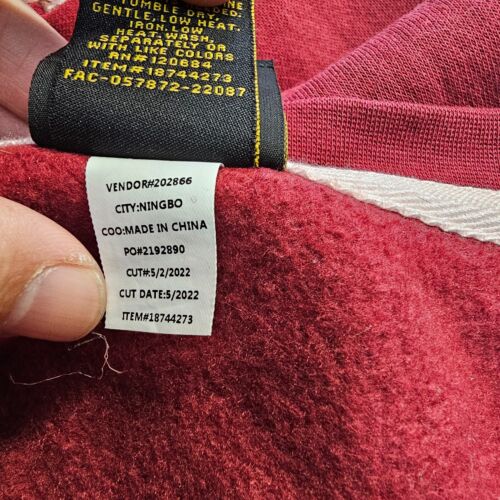 TUMBLE DRY,
GENTLE, LOW HEAT.
IRON, LOW
HEAT. WASH
SEPARATELY OR
WITH LIKE COLORS
RN#120684
ITEM#18744273
FAC-057872-22087
VENDOR#202866
CITY:NINGBO
COO:MADE IN CHINA
PO#2192890
CUT#:5/2/2022
CUT DATE:5/2022
ITEM#18744273